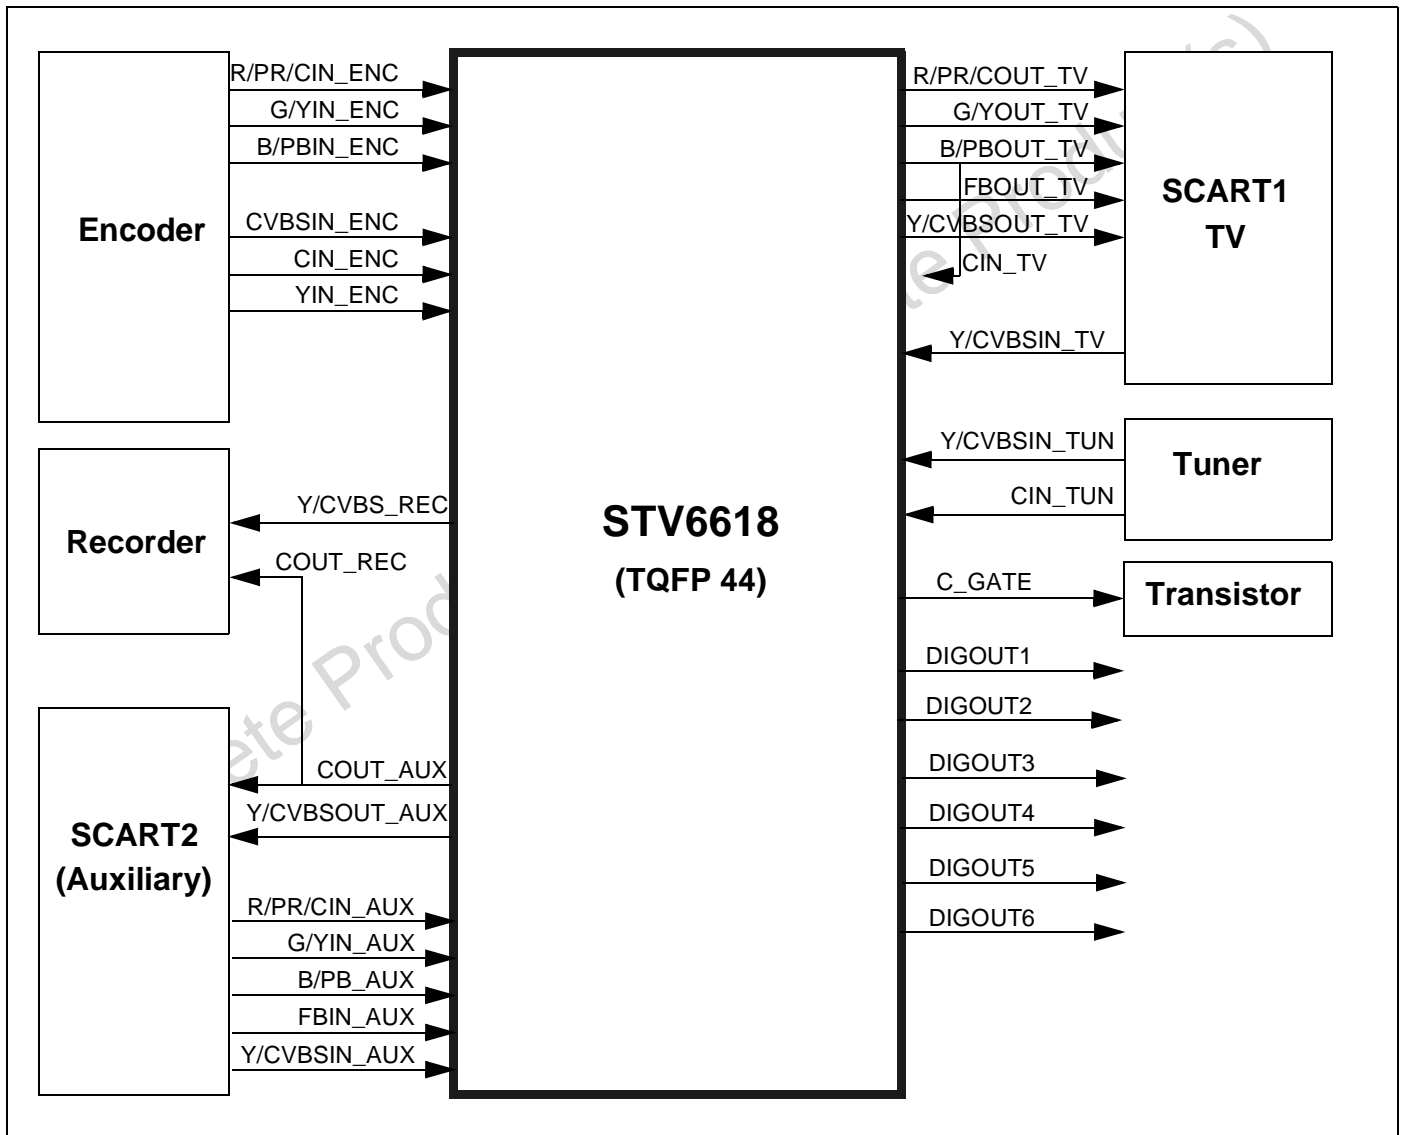 Encoder
R/PR/CIN_ENC
G/YIN_ENC
B/PBIN_ENC
CVBSIN_ENC
CIN_ENC
YIN_ENC
Recorder
Y/CVBS_REC
COUT_REC
SCART2
(Auxiliary)
COUT_AUX
Y/CVBSOUT_AUX
R/PR/CIN_AUX
G/YIN_AUX
B/PB_AUX
FBIN_AUX
Y/CVBSIN_AUX
STV6618
(TQFP 44)
R/PR/COUT_TV
G/YOUT_TV
B/PBOUT_TV
FBOUT_TV
Y/CVBSOUT_TV
CIN_TV
Y/CVBSIN_TV
SCART1
TV
Y/CVBSIN_TUN
CIN_TUN
Tuner
C_GATE
Transistor
DIGOUT1
DIGOUT2
DIGOUT3
DIGOUT4
DIGOUT5
DIGOUT6